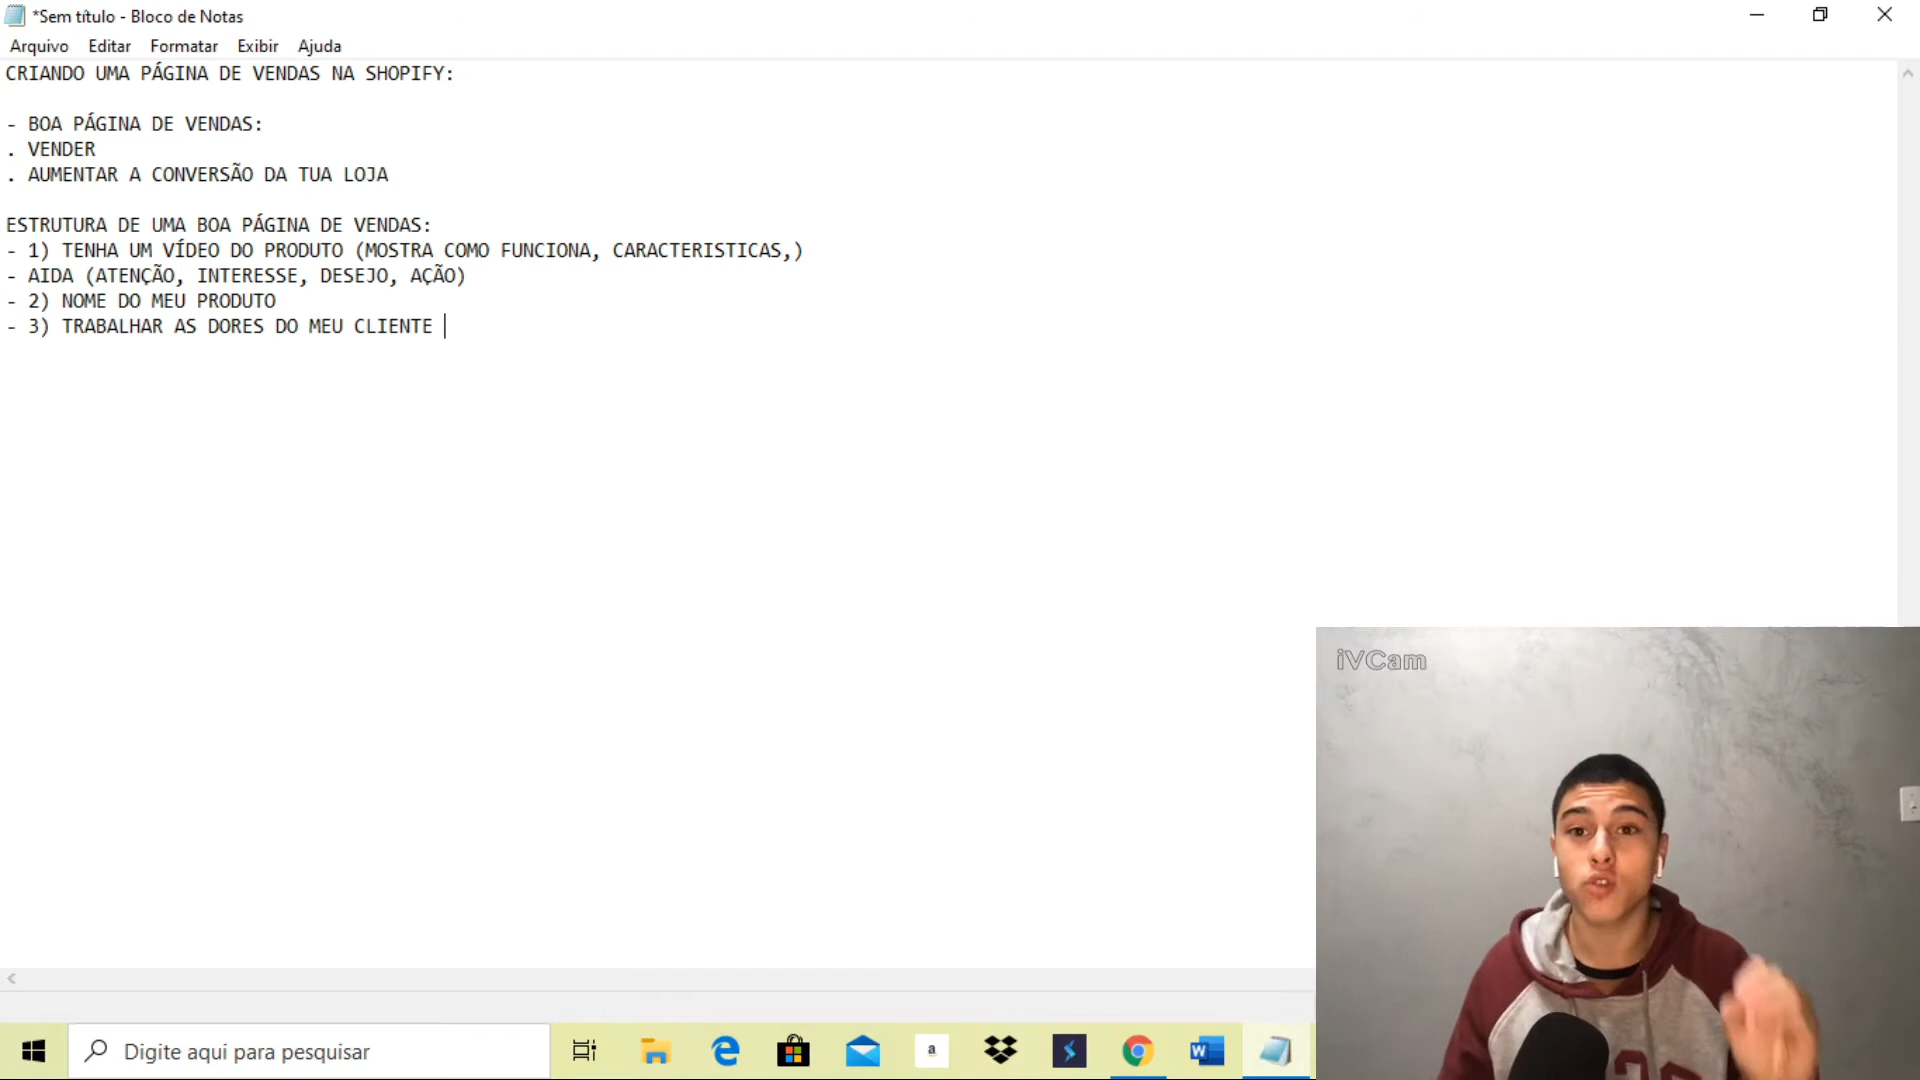 *Sem título - Bloco de Notas
Arquivo Editar Formatar Exibir Ajuda
CRIANDO UMA PÁGINA DE VENDAS NA SHOPIFY:
- BOA PÁGINA DE VENDAS:
. VENDER
. AUMENTAR A CONVERSÃO DA TUA LOJA
ESTRUTURA DE UMA BOA PÁGINA DE VENDAS:
- 1) TENHA UM VÍDEO DO PRODUTO (MOSTRA COMO FUNCIONA, CARACTERISTICAS,)
- AIDA (ATENÇÃO, INTERESSE, DESEJO, AÇÃO)
- 2) NOME DO MEU PRODUTO
- 3) TRABALHAR AS DORES DO MEU CLIENTE
iVCam
Digite aqui para pesquisar
a
W